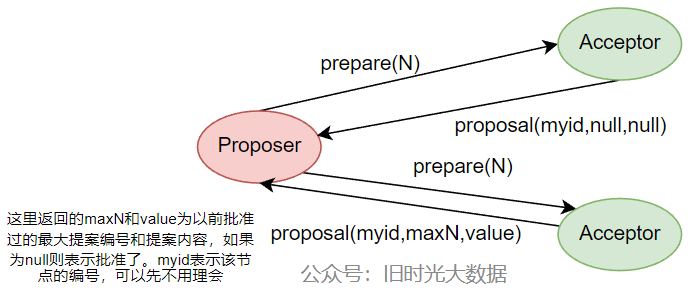 Acceptor
prepare(N)
proposal(myid,null,null)
Proposer
prepare(N)
proposal(myid,maxN,value)
Acceptor
这里返回的maxN和value为以前批准
过的最大提案编号和提案内容，如果
为null则表示批准了。myid表示该节
点的编号，可以先不用理会
公众号：旧时光大数据